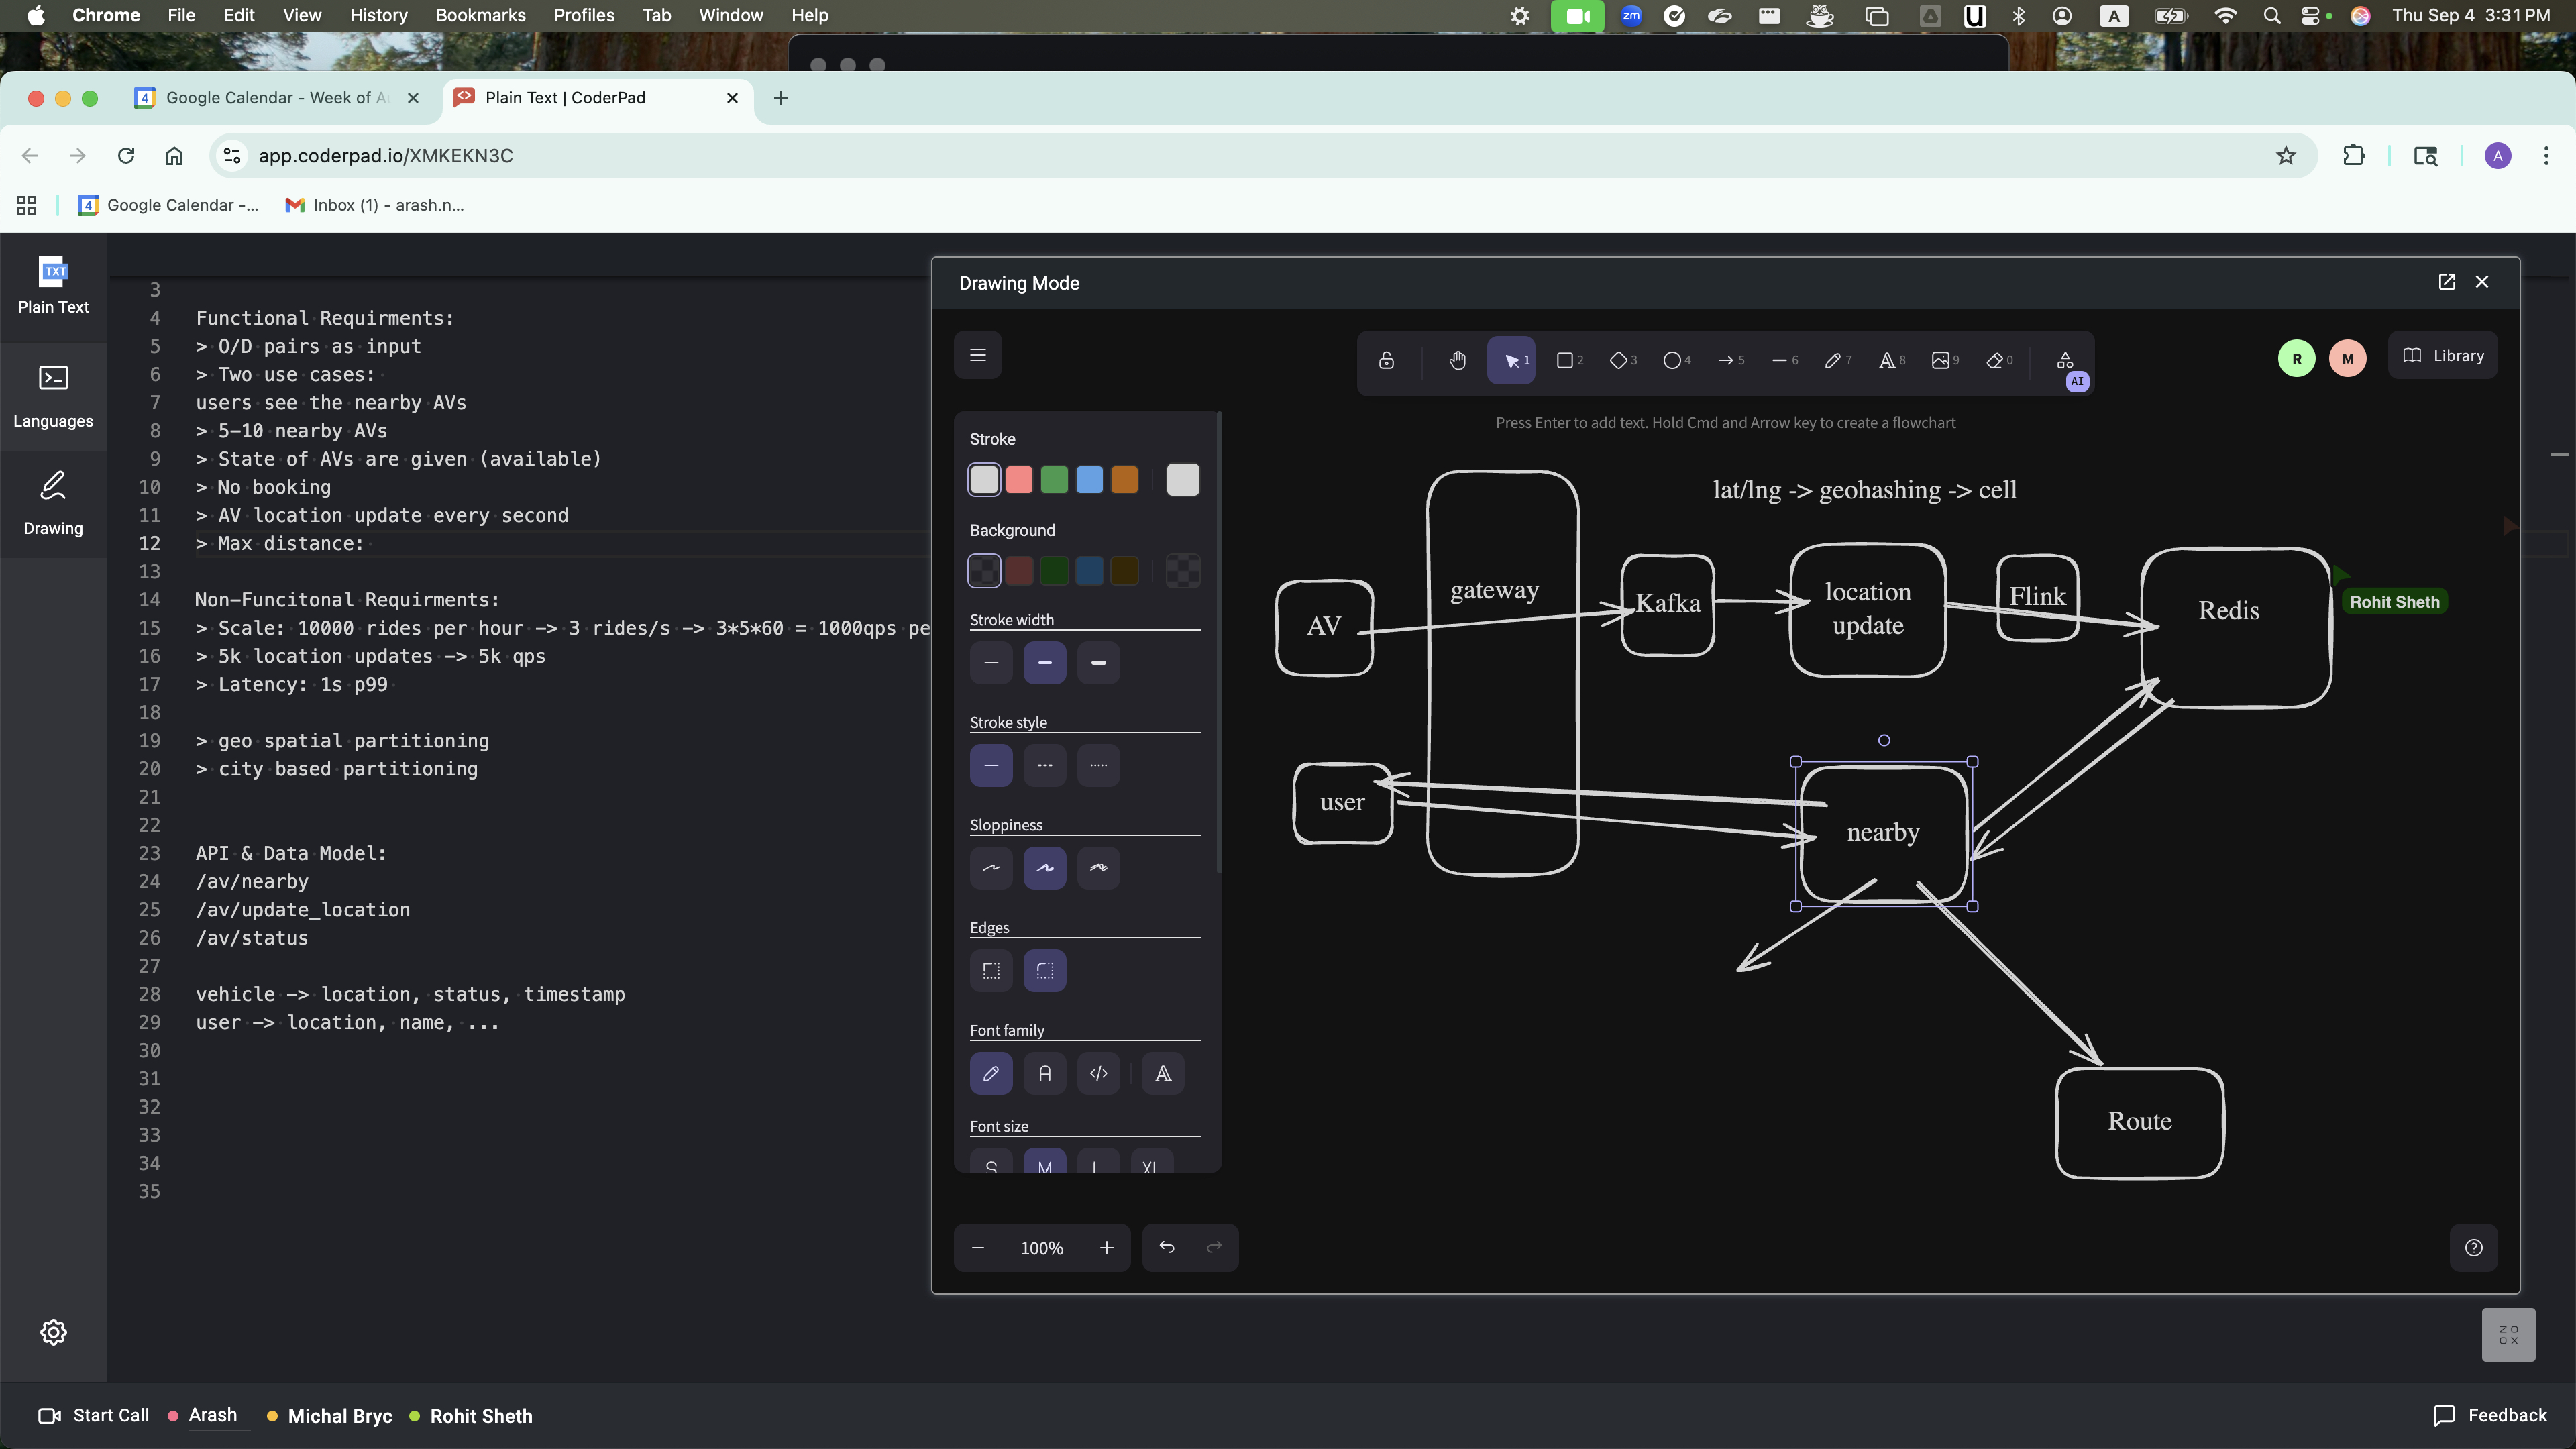 Chrome File Edit View History Bookmarks Profiles Tab Window Help
zm
A
Thu Sep 4 3:31 PM
4 Google Calendar - Week of A
Plain Text | CoderPad
app.coderpad.io/XMKEKN3C
A
4 Google Calendar -...
Inbox (1) - arash.n...
TXT
Plain Text
Languages
Drawing
3
4 Functional Requirments:
5 > O/D pairs as input
6 > Two use cases:
7 users see the nearby AVs
8 > 5-10 nearby AVs
9 > State of AVs are given (available)
10 > No booking
11 > AV location update every second
12 > Max distance:
13
14 Non-Funcitonal Requirments:
15 > Scale: 10000 rides per hour -> 3 rides/s -> 3*5*60 = 1000qps pe
16 > 5k location updates -> 5k qps
17 > Latency: 1s p99
18
19 > geo spatial partitioning
20 > city based partitioning
21
22
23 API & Data Model:
24 /av/nearby
25 /av/update_location
26 /av/status
27
28 vehicle -> location, status, timestamp
29 user -> location, name, ...
30
31
32
33
34
35
Drawing Mode
1 2 3 4 5 6 7 A 8 9 0
AI
R
M
Library
Press Enter to add text. Hold Cmd and Arrow key to create a flowchart
Stroke
Background
Stroke width
Stroke style
Sloppiness
Edges
Font family
A
</>
A
Font size
S M L XL
100%
lat/lng -> geohashing -> cell
gateway
AV
Kafka
location
update
Flink
Redis
Rohit Sheth
user
nearby
Route
?
ZO
OX
Start Call
Arash
Michal Bryc
Rohit Sheth
Feedback